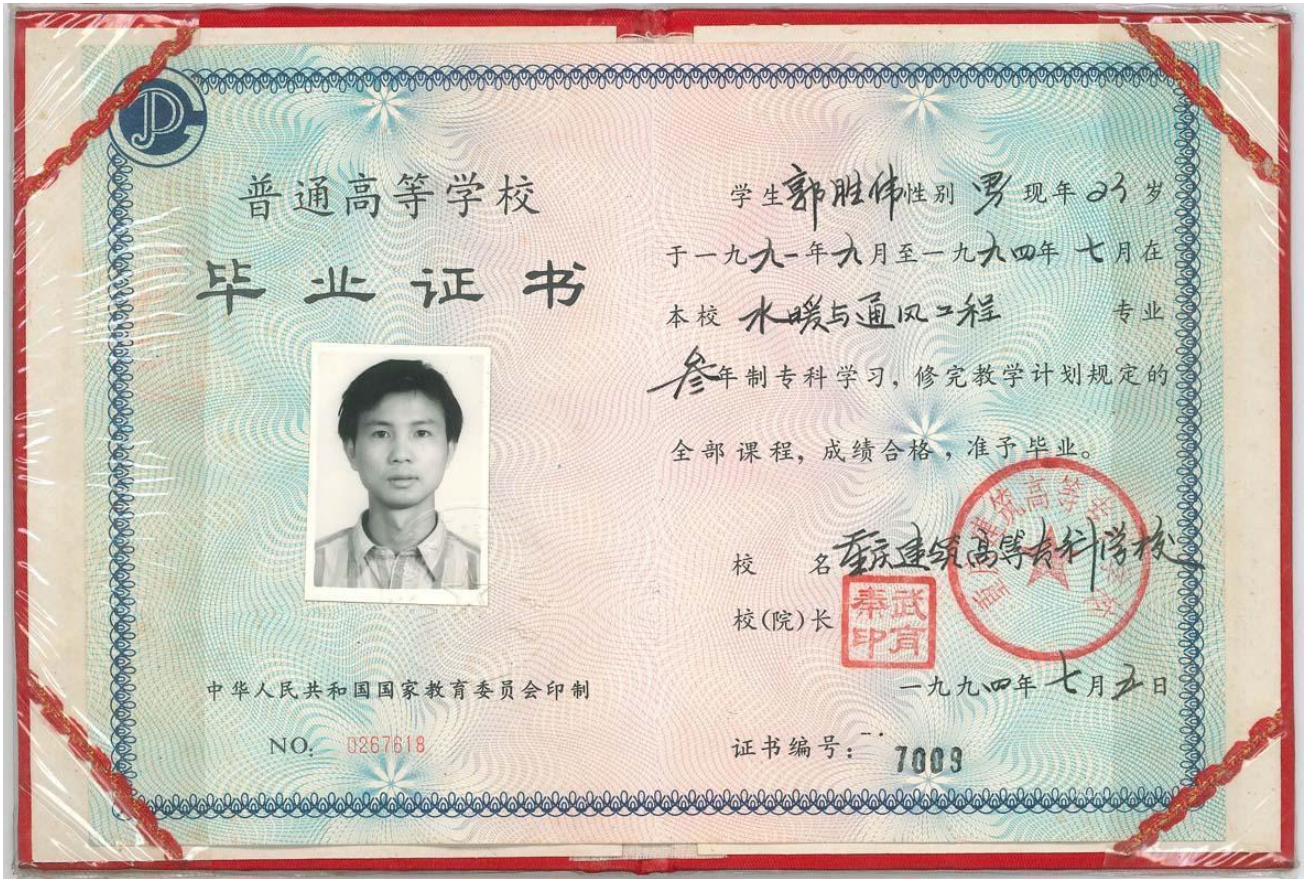 普通高等学校
毕业证书
中华人民共和国国家教育委员会印制
NO. 0267618
学生郭胜伟性别 男 现年23岁
于一九九一年九月至一九九四年 七月在
本校 水暖与通风工程 专业
叁年制专科学习，修完教学计划规定的
全部课程，成绩合格，准予毕业。
校 名 重庆建筑高等专科学校
校(院)长
一九九四年 七月五日
证书编号： 7009